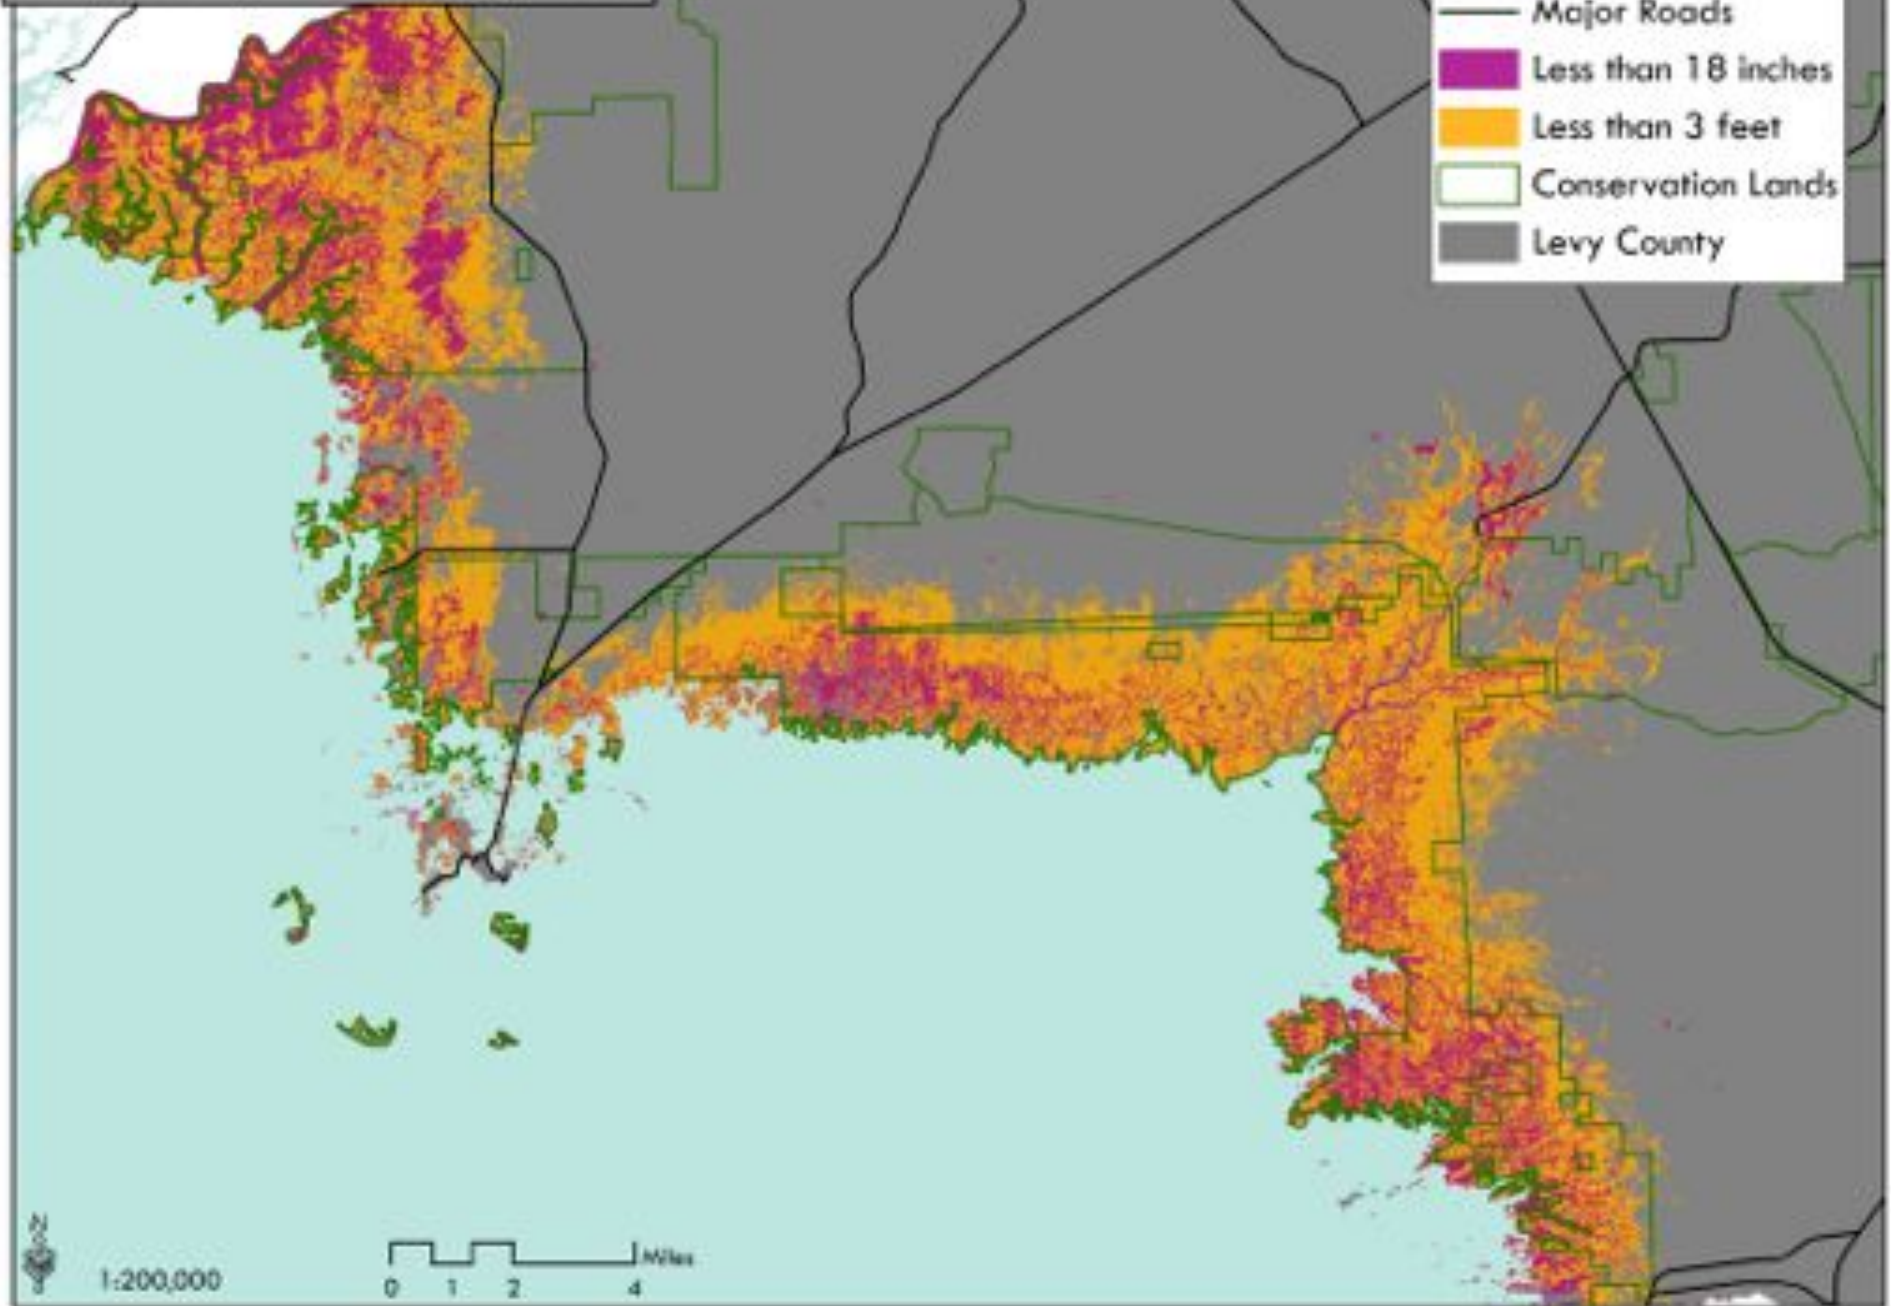 Major Roads
Less than 18 inches
Less than 3 feet
Conservation Lands
Levy County
N
1:200,000
Miles
0 1 2 4